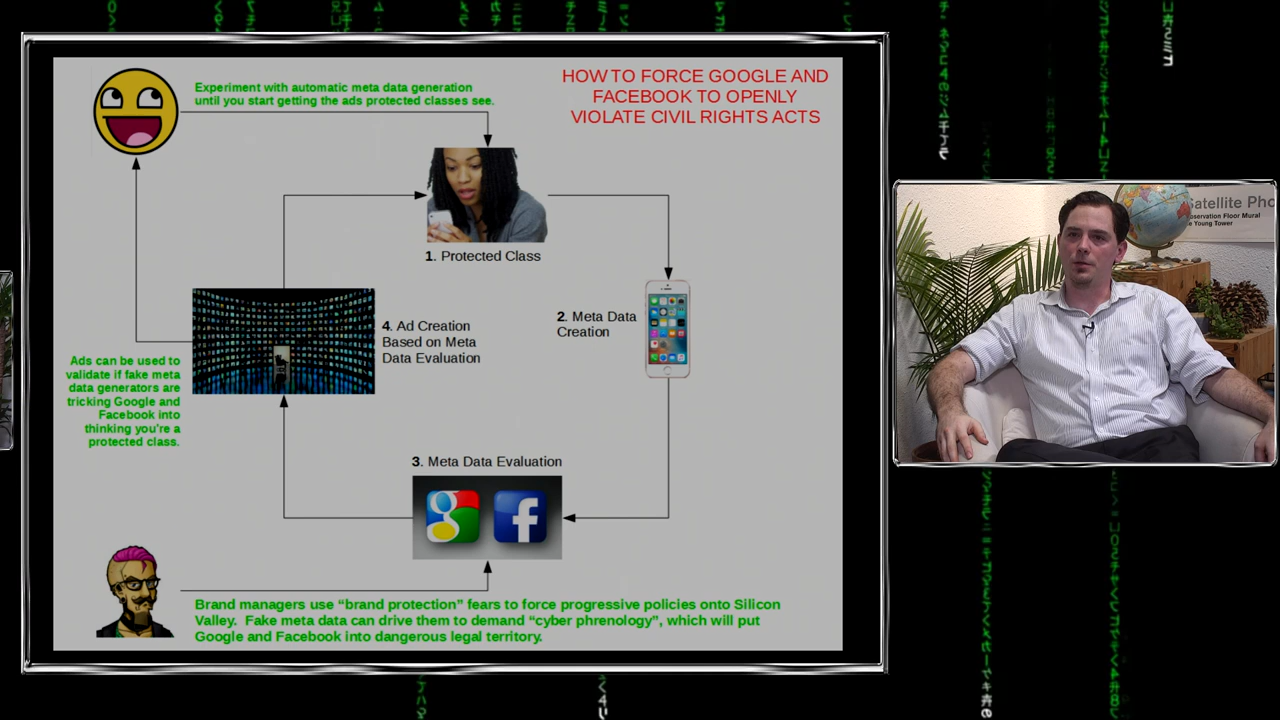 HOW TO FORCE GOOGLE AND
FACEBOOK TO OPENLY
VIOLATE CIVIL RIGHTS ACTS
Experiment with automatic meta data generation
until you start getting the ads protected classes see.
1. Protected Class
2. Meta Data
Creation
4. Ad Creation
Based on Meta
Data Evaluation
Ads can be used to
validate if fake meta
data generators are
tricking Google and
Facebook into
thinking you're a
protected class.
3. Meta Data Evaluation
Brand managers use “brand protection” fears to force progressive policies onto Silicon
Valley. Fake meta data can drive them to demand “cyber phrenology”, which will put
Google and Facebook into dangerous legal territory.
Satellite Pho
bservation Floor Mural
e Young Tower